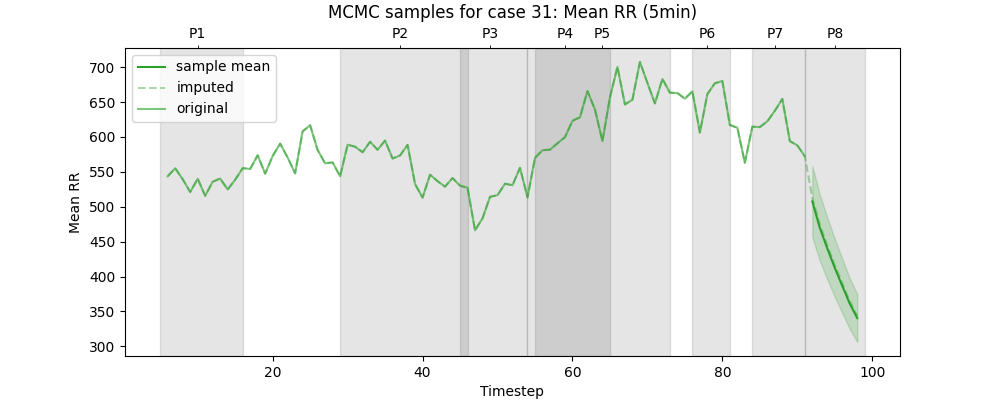 MCMC samples for case 31: Mean RR (5min)
P1 P2 P3 P4 P5 P6 P7 P8
sample mean
imputed
original
Mean RR
700
650
600
550
500
450
400
350
300
20 40 60 80 100
Timestep